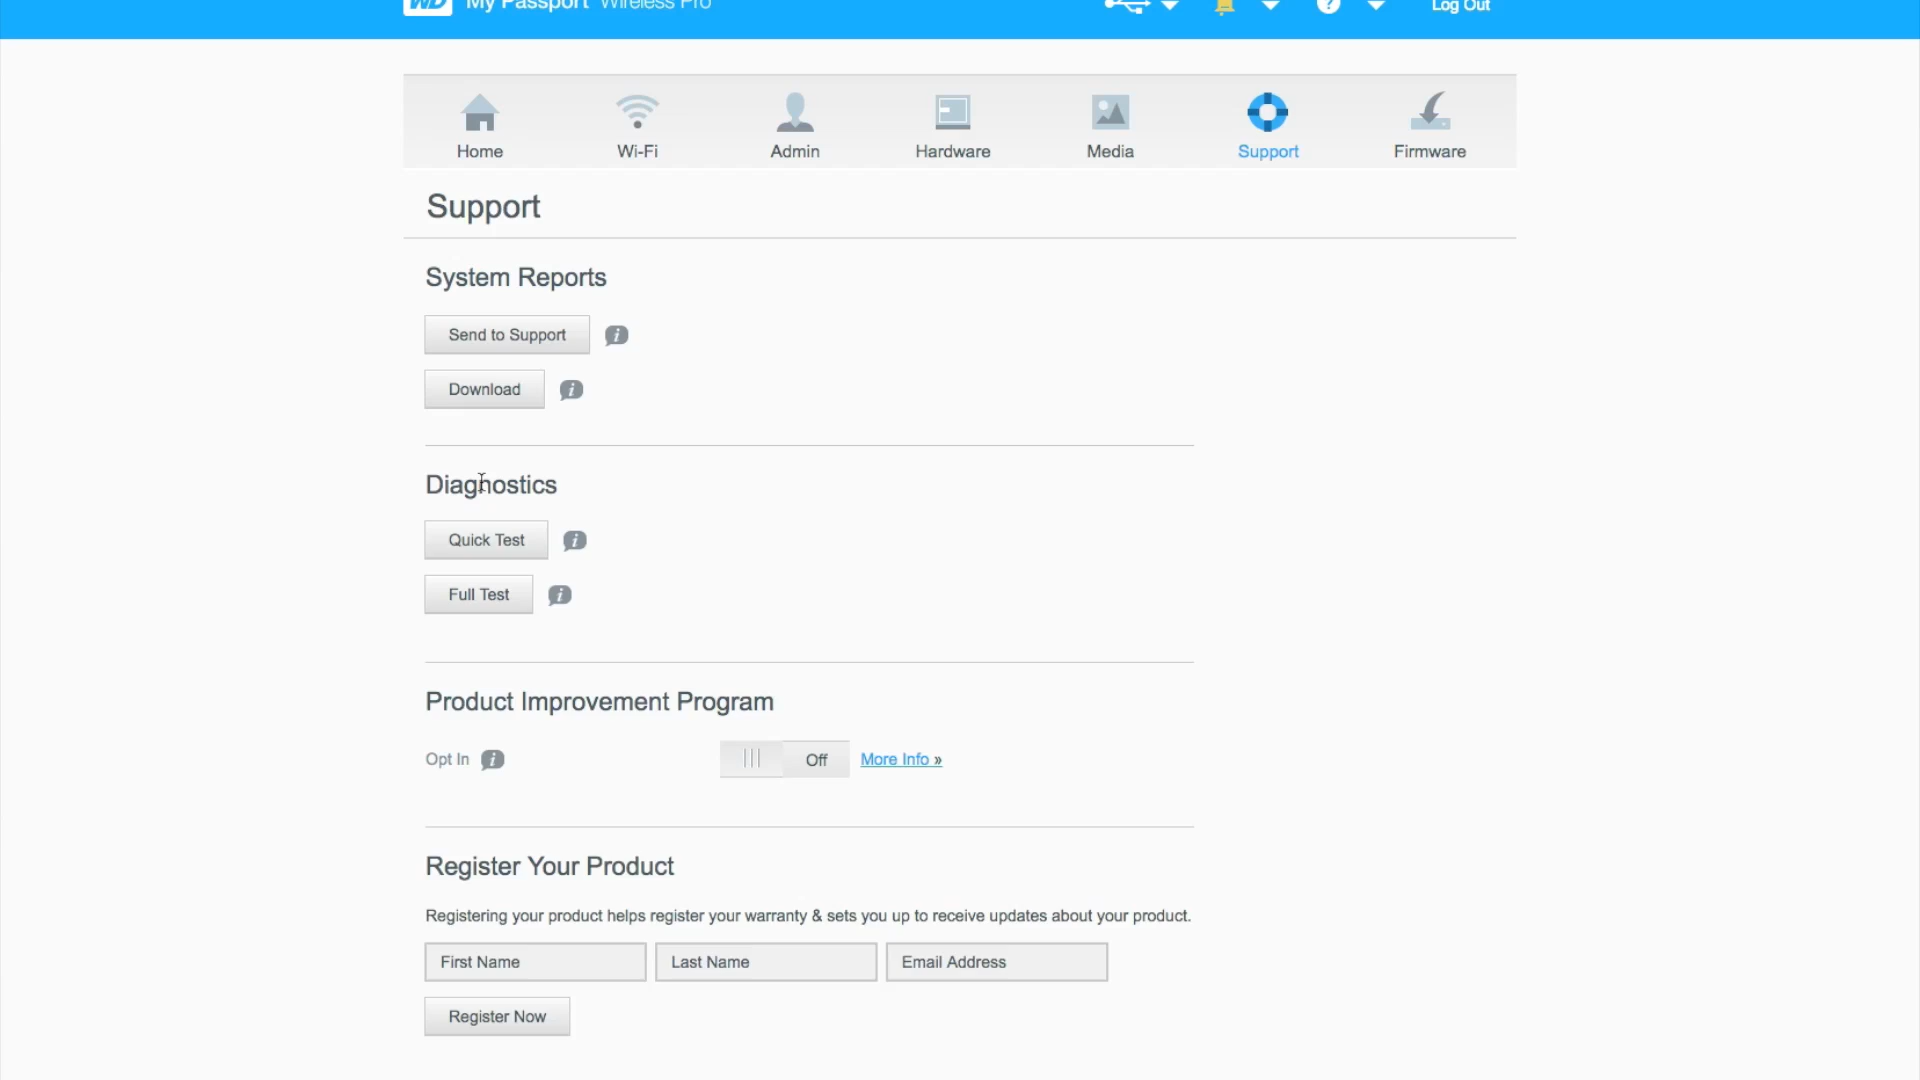 WD My Passport Wireless Pro
? Log Out
Home Wi-Fi Admin Hardware Media Support Firmware
Support
System Reports
Send to Support i
Download i
Diagnostics
Quick Test i
Full Test i
Product Improvement Program
Opt In i Off More Info »
Register Your Product
Registering your product helps register your warranty & sets you up to receive updates about your product.
First Name Last Name Email Address
Register Now